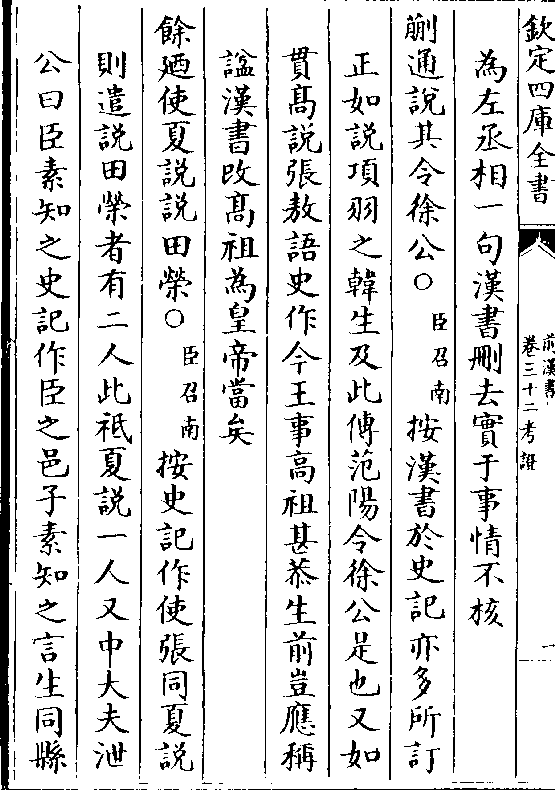 欽定四庫全書
前漢書
卷三十二考證
一
為左丞相一句漢書刪去實于事情不核
蒯通說其令徐公○臣召南按漢書於史記亦多所訂
正如說項羽之韓生及此傳范陽令徐公是也又如
貫髙說張敖語史作今王事高祖甚恭生前豈應稱
諡漢書改髙祖為皇帝當矣
餘廼使夏說說田榮○臣召南按史記作使張同夏說
則遣說田榮者有二人此祗夏說一人又中大夫泄
公曰臣素知之史記作臣之邑子素知之言生同縣